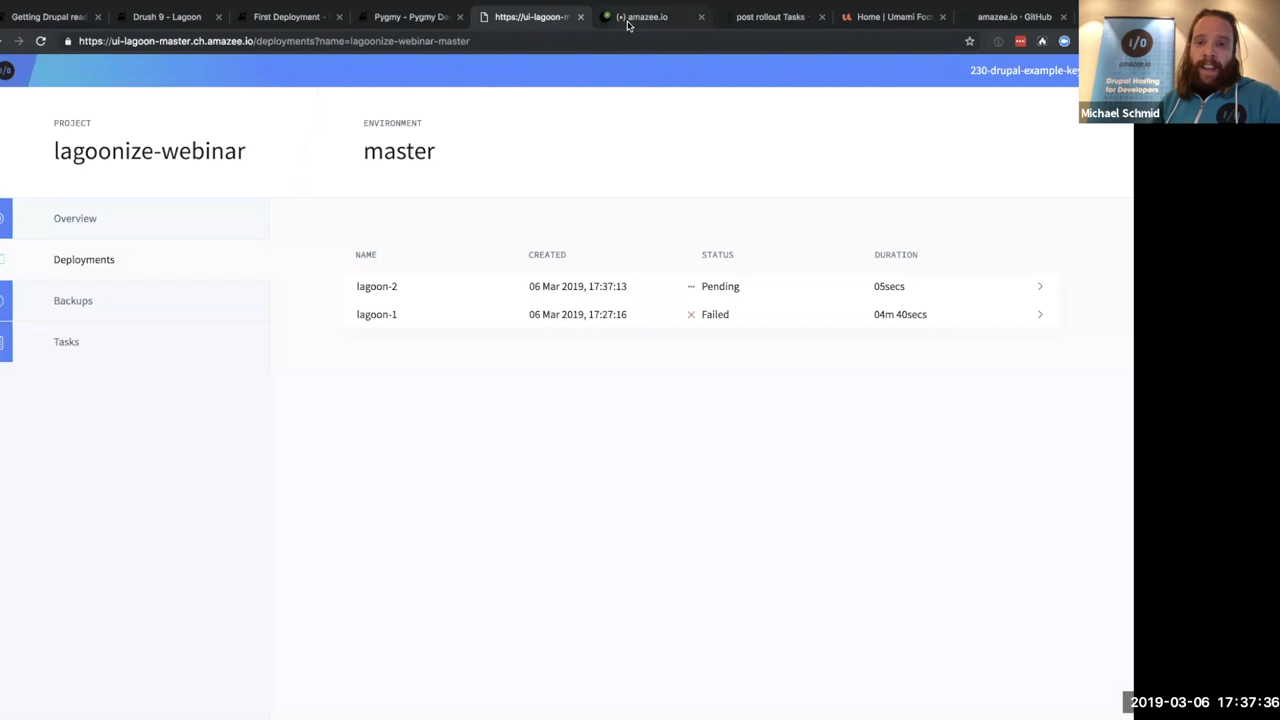 Getting Drupal read
Drush 9 - Lagoon
First Deployment -
Pygmy - Pygmy Do
https://ui-lagoon-m
(•) amazee.io
post rollout Tasks -
Home | Umami Foo
amazee.io · GitHub
https://ui-lagoon-master.ch.amazee.io/deployments?name=lagoonize-webinar-master
I/O
230-drupal-example-key
I/O
amazee.io
Drupal Hosting
for Developers
Michael Schmid
PROJECT
ENVIRONMENT
lagoonize-webinar
master
Overview
Deployments
Backups
Tasks
NAME CREATED STATUS DURATION
lagoon-2 06 Mar 2019, 17:37:13 Pending 05secs
lagoon-1 06 Mar 2019, 17:27:16 Failed 04m 40secs
2019-03-06 17:37:36